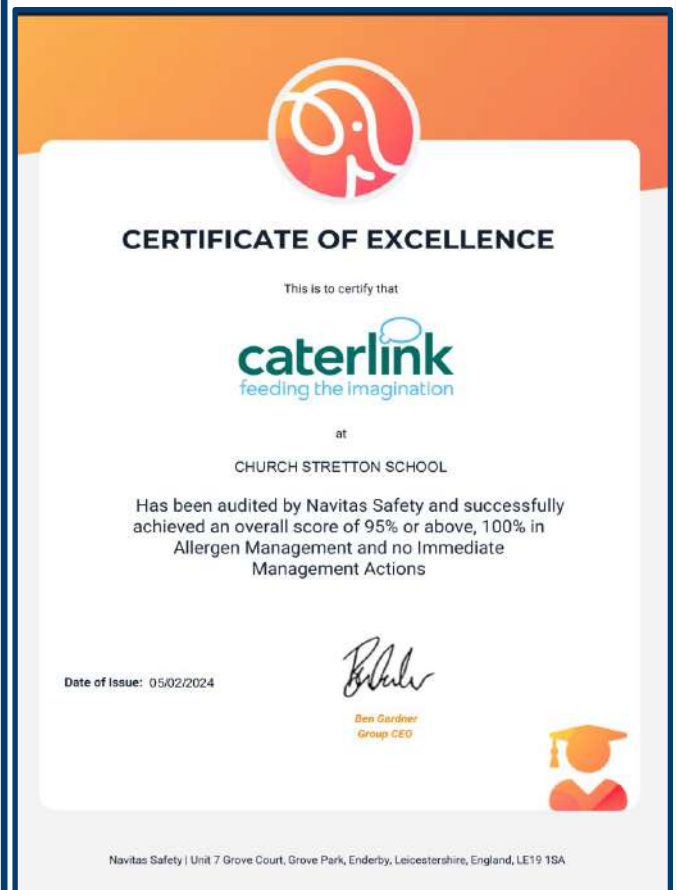 CERTIFICATE OF EXCELLENCE
This is to certify that
caterlink
feeding the imagination
at
CHURCH STRETTON SCHOOL
Has been audited by Navitas Safety and successfully
achieved an overall score of 95% or above, 100% in
Allergen Management and no Immediate
Management Actions
Date of Issue: 05/02/2024
Ben Gardner
Group CEO
Navitas Safety | Unit 7 Grove Court, Grove Park, Enderby, Leicestershire, England, LE19 1SA